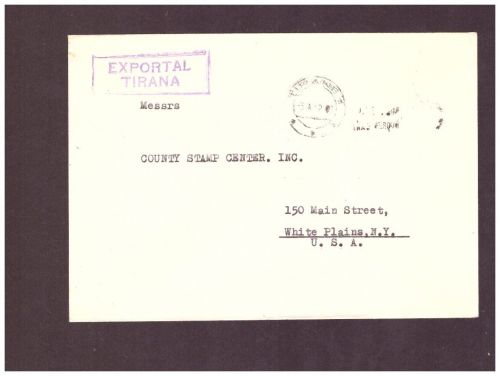 EXPORTAL
TIRANA
Messrs
COUNTY STAMP CENTER. INC.
150 Main Street,
White Plains,N.Y.
U. S. A.